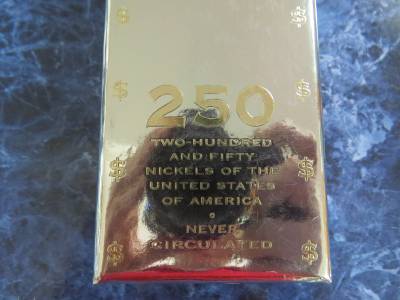 250
TWO-HUNDRED
AND FIFTY
NICKELS OF THE
UNITED STATES
OF AMERICA
NEVER
CIRCULATED